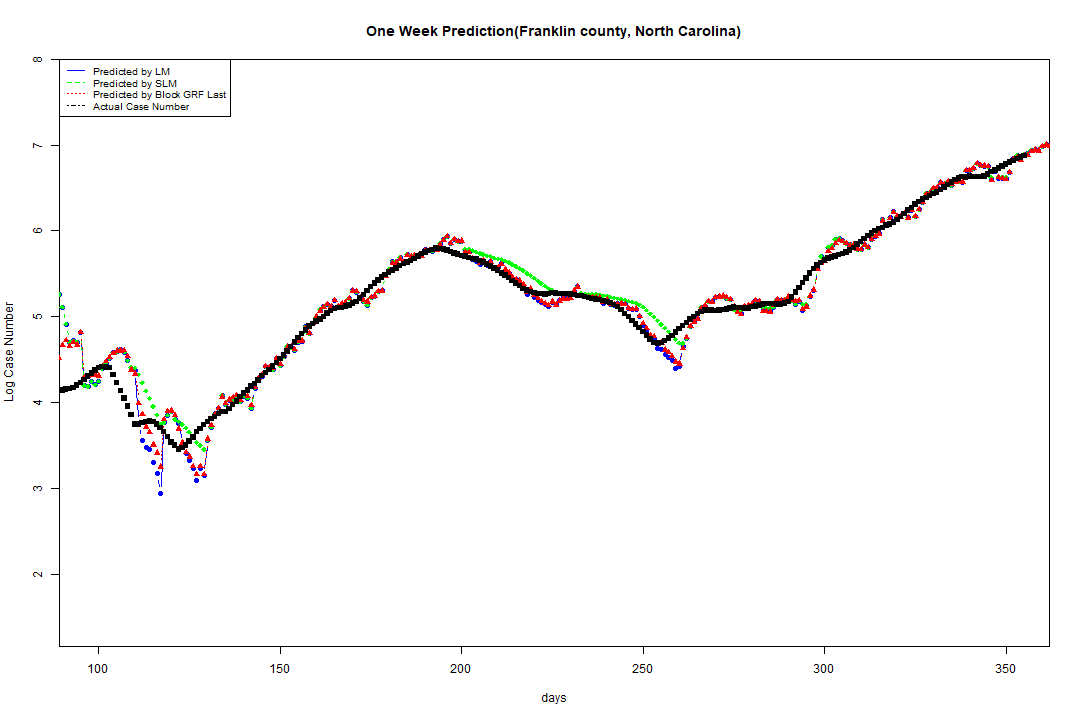 One Week Prediction(Franklin county, North Carolina)
Predicted by LM
Predicted by SLM
Predicted by Block GRF Last
Actual Case Number
8
7
6
5
4
3
2
Log Case Number
100 150 200 250 300 350
days